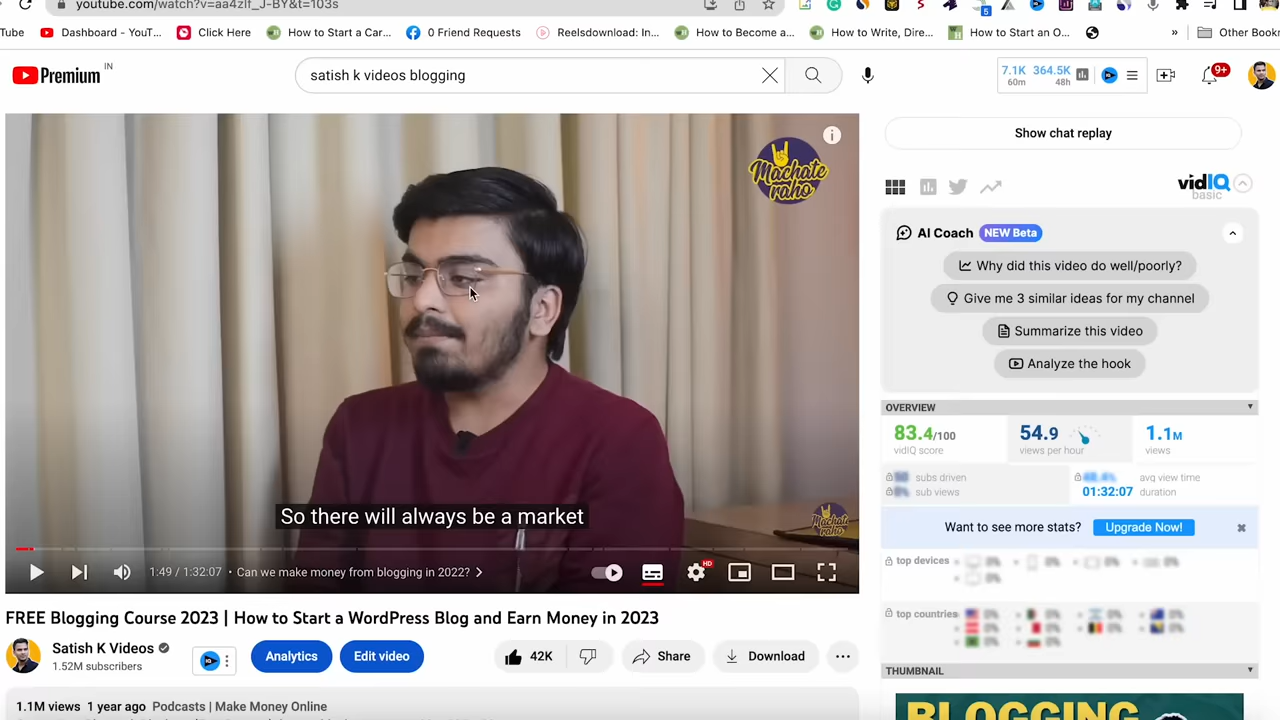 youtube.com/watch?v=aa4zIf_J-BY&t=103s
5
Tube
Dashboard - YouT...
Click Here
How to Start a Car...
0 Friend Requests
Reelsdownload: In...
How to Become a...
How to Write, Dire...
How to Start an O...
»
Other Bookr
Premium IN
satish k videos blogging
7.1K 364.5K
60m 48h
9+
Machate raho
Show chat replay
vidIQ
basic
AI Coach NEW Beta
Why did this video do well/poorly?
Give me 3 similar ideas for my channel
Summarize this video
Analyze the hook
OVERVIEW
83.4/100 54.9 1.1M
vidIQ score views per hour views
subs driven avg view time
sub views 01:32:07 duration
Want to see more stats? Upgrade Now!
top devices
top countries
THUMBNAIL
BLOGGING
So there will always be a market
Machate raho
1:49 / 1:32:07 • Can we make money from blogging in 2022?
HD
FREE Blogging Course 2023 | How to Start a WordPress Blog and Earn Money in 2023
Satish K Videos
1.52M subscribers
Analytics
Edit video
42K
Share
Download
1.1M views 1 year ago Podcasts | Make Money Online